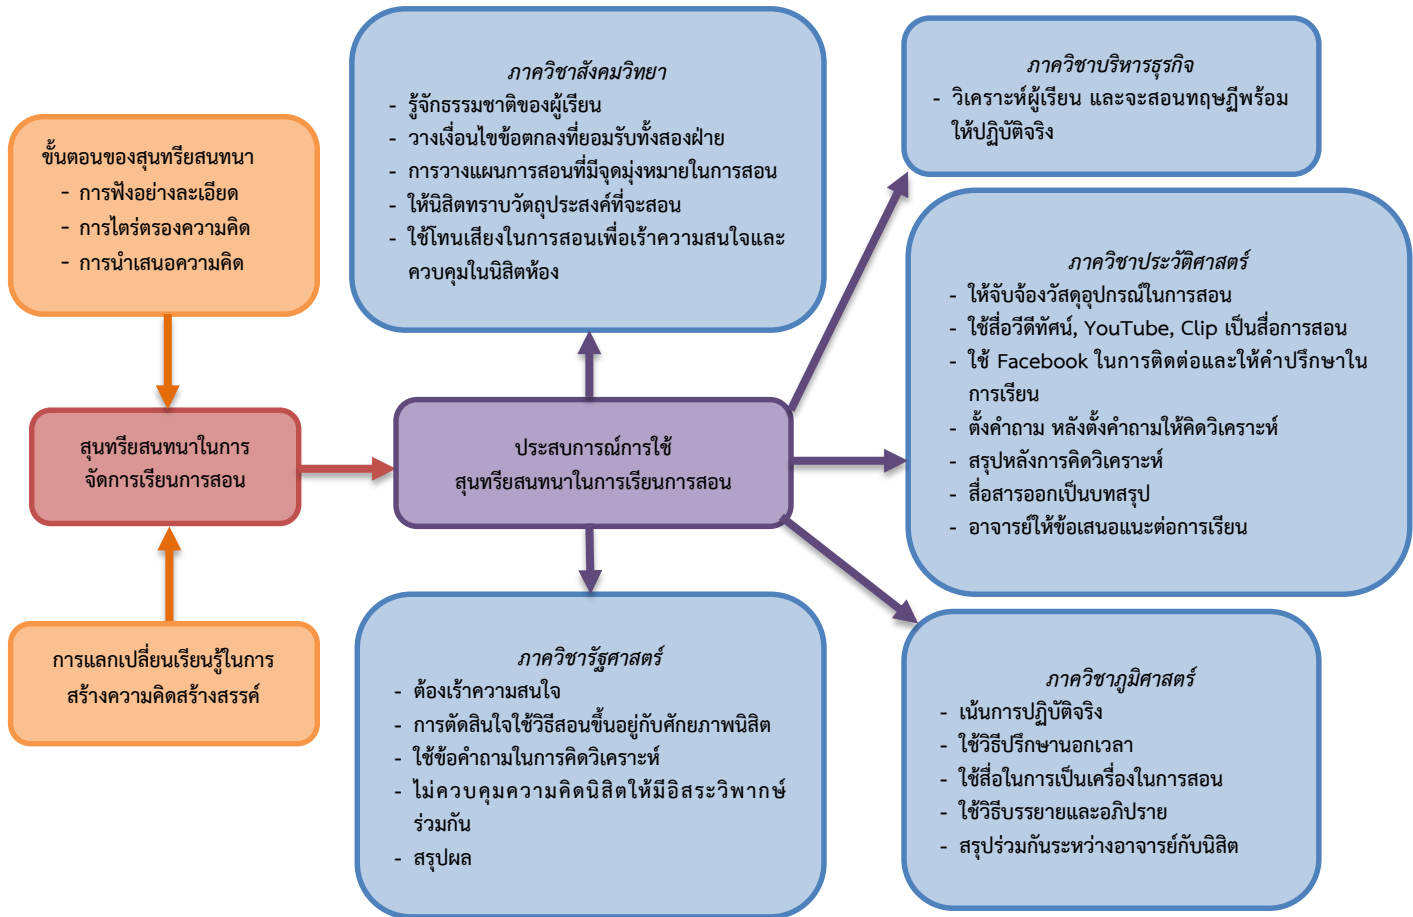 ขั้นตอนของสุนทรียสนทนา
- การฟังอย่างละเอียด
- การไตร่ตรองความคิด
- การนำเสนอความคิด
สุนทรียสนทนาในการ
จัดการเรียนการสอน
การแลกเปลี่ยนเรียนรู้ในการ
สร้างความคิดสร้างสรรค์
ภาควิชาสังคมวิทยา
- รู้จักธรรมชาติของผู้เรียน
- วางเงื่อนไขข้อตกลงที่ยอมรับทั้งสองฝ่าย
- การวางแผนการสอนที่มีจุดมุ่งหมายในการสอน
- ให้นิสิตทราบวัตถุประสงค์ที่จะสอน
- ใช้โทนเสียงในการสอนเพื่อเร้าความสนใจและ
ควบคุมในนิสิตห้อง
ประสบการณ์การใช้
สุนทรียสนทนาในการเรียนการสอน
ภาควิชารัฐศาสตร์
- ต้องเร้าความสนใจ
- การตัดสินใจใช้วิธีสอนขึ้นอยู่กับศักยภาพนิสิต
- ใช้ข้อคำถามในการคิดวิเคราะห์
- ไม่ควบคุมความคิดนิสิตให้มีอิสระวิพากษ์
ร่วมกัน
- สรุปผล
ภาควิชาบริหารธุรกิจ
- วิเคราะห์ผู้เรียน และจะสอนทฤษฎีพร้อม
ให้ปฏิบัติจริง
ภาควิชาประวัติศาสตร์
- ให้จับจ้องวัสดุอุปกรณ์ในการสอน
- ใช้สื่อวีดีทัศน์, YouTube, Clip เป็นสื่อการสอน
- ใช้ Facebook ในการติดต่อและให้คำปรึกษาใน
การเรียน
- ตั้งคำถาม หลังตั้งคำถามให้คิดวิเคราะห์
- สรุปหลังการคิดวิเคราะห์
- สื่อสารออกเป็นบทสรุป
- อาจารย์ให้ข้อเสนอแนะต่อการเรียน
ภาควิชาภูมิศาสตร์
- เน้นการปฏิบัติจริง
- ใช้วิธีปรึกษานอกเวลา
- ใช้สื่อในการเป็นเครื่องในการสอน
- ใช้วิธีบรรยายและอภิปราย
- สรุปร่วมกันระหว่างอาจารย์กับนิสิต